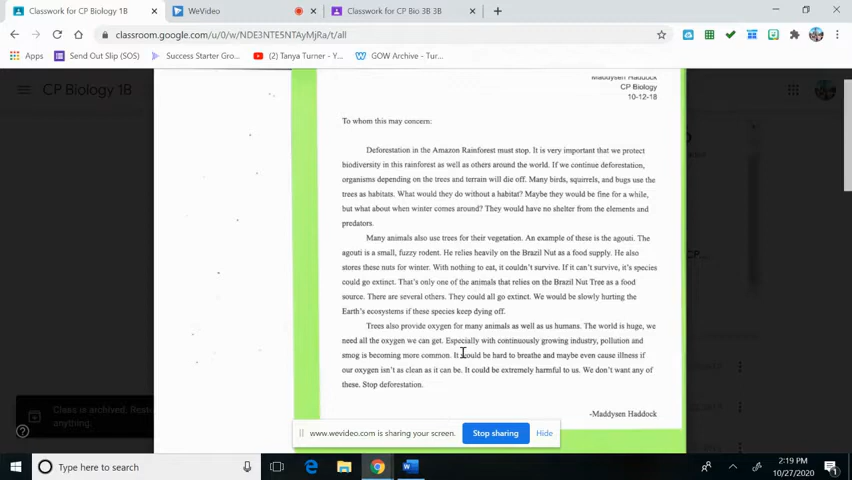 Classwork for CP Biology 1B
WeVideo
Classwork for CP Bio 3B 3B
classroom.google.com/u/0/w/NDE3NTE5NTAyMjRa/t/all
Apps
Send Out Slip (SOS)
Success Starter Gro...
(2) Tanya Turner - Y...
GOW Archive - Tur...
CP Biology 1B
Maddysen Haddock
CP Biology
10-12-18
To whom this may concern:
Deforestation in the Amazon Rainforest must stop. It is very important that we protect
biodiversity in this rainforest as well as others around the world. If we continue deforestation,
organisms depending on the trees and terrain will die off. Many birds, squirrels, and bugs use the
trees as habitats. What would they do without a habitat? Maybe they would be fine for a while,
but what about when winter comes around? They would have no shelter from the elements and
predators.
Many animals also use trees for their vegetation. An example of these is the agouti. The
agouti is a small, fuzzy rodent. He relies heavily on the Brazil Nut as a food supply. He also
stores these nuts for winter. With nothing to eat, it couldn't survive. If it can't survive, it's species
could go extinct. That's only one of the animals that relies on the Brazil Nut Tree as a food
source. There are several others. They could all go extinct. We would be slowly hurting the
Earth's ecosystems if these species keep dying off.
Trees also provide oxygen for many animals as well as us humans. The world is huge, we
need all the oxygen we can get. Especially with continuously growing industry, pollution and
smog is becoming more common. It would be hard to breathe and maybe even cause illness if
our oxygen isn't as clean as it can be. It could be extremely harmful to us. We don't want any of
these. Stop deforestation.
-Maddysen Haddock
Class is archived. Resto
anything.
www.wevideo.com is sharing your screen.
Stop sharing
Hide
Type here to search
2:19 PM
10/27/2020